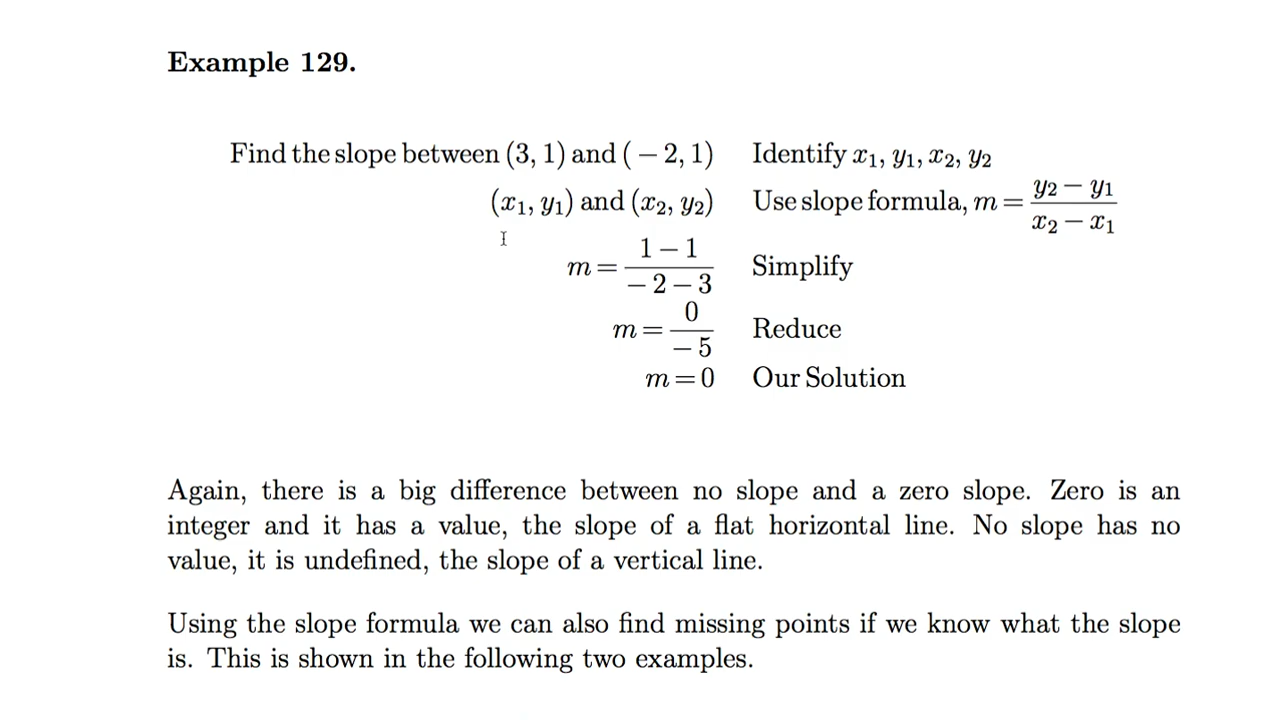 Example 129.
Find the slope between (3, 1) and (−2, 1) Identify x₁, y₁, x₂, y₂
(x₁, y₁) and (x₂, y₂) Use slope formula, m = (y₂ − y₁)/(x₂ − x₁)
m = (1 − 1)/(−2 − 3) Simplify
m = 0/(−5) Reduce
m = 0 Our Solution
Again, there is a big difference between no slope and a zero slope. Zero is an
integer and it has a value, the slope of a flat horizontal line. No slope has no
value, it is undefined, the slope of a vertical line.
Using the slope formula we can also find missing points if we know what the slope
is. This is shown in the following two examples.